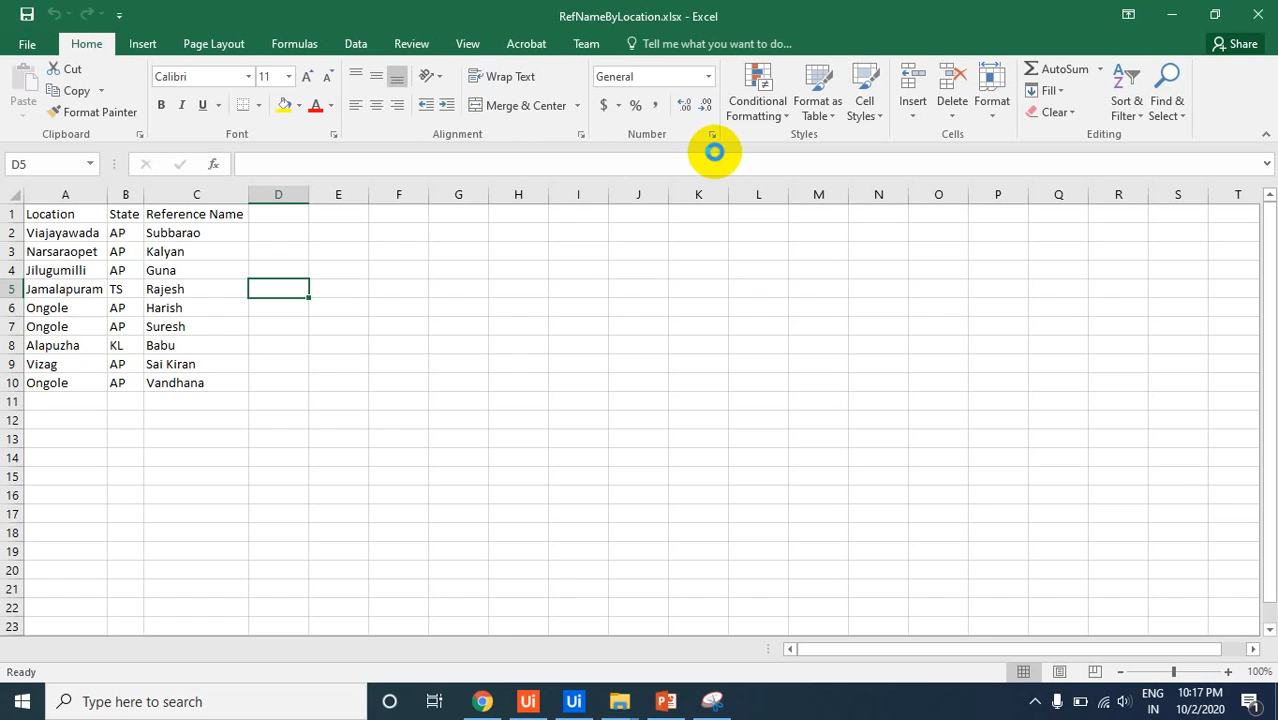 RefNameByLocation.xlsx - Excel
File Home Insert Page Layout Formulas Data Review View Acrobat Team Tell me what you want to do... Share
Paste
Cut
Copy
Format Painter
Clipboard
Calibri 11
B I U
Font
Wrap Text
Merge & Center
Alignment
General
$ % ,
Number
Conditional Formatting
Format as Table
Cell Styles
Styles
Insert Delete Format
Cells
AutoSum
Fill
Clear
Sort & Filter
Find & Select
Editing
D5 fx
A B C D E F G H I J K L M N O P Q R S T
1 Location State Reference Name
2 Viajayawada AP Subbarao
3 Narsaraopet AP Kalyan
4 Jilugumilli AP Guna
5 Jamalapuram TS Rajesh
6 Ongole AP Harish
7 Ongole AP Suresh
8 Alapuzha KL Babu
9 Vizag AP Sai Kiran
10 Ongole AP Vandhana
11
12
13
14
15
16
17
18
19
20
21
22
23
Ready 100%
Type here to search
Ui Ui
ENG
IN
10:17 PM
10/2/2020
1